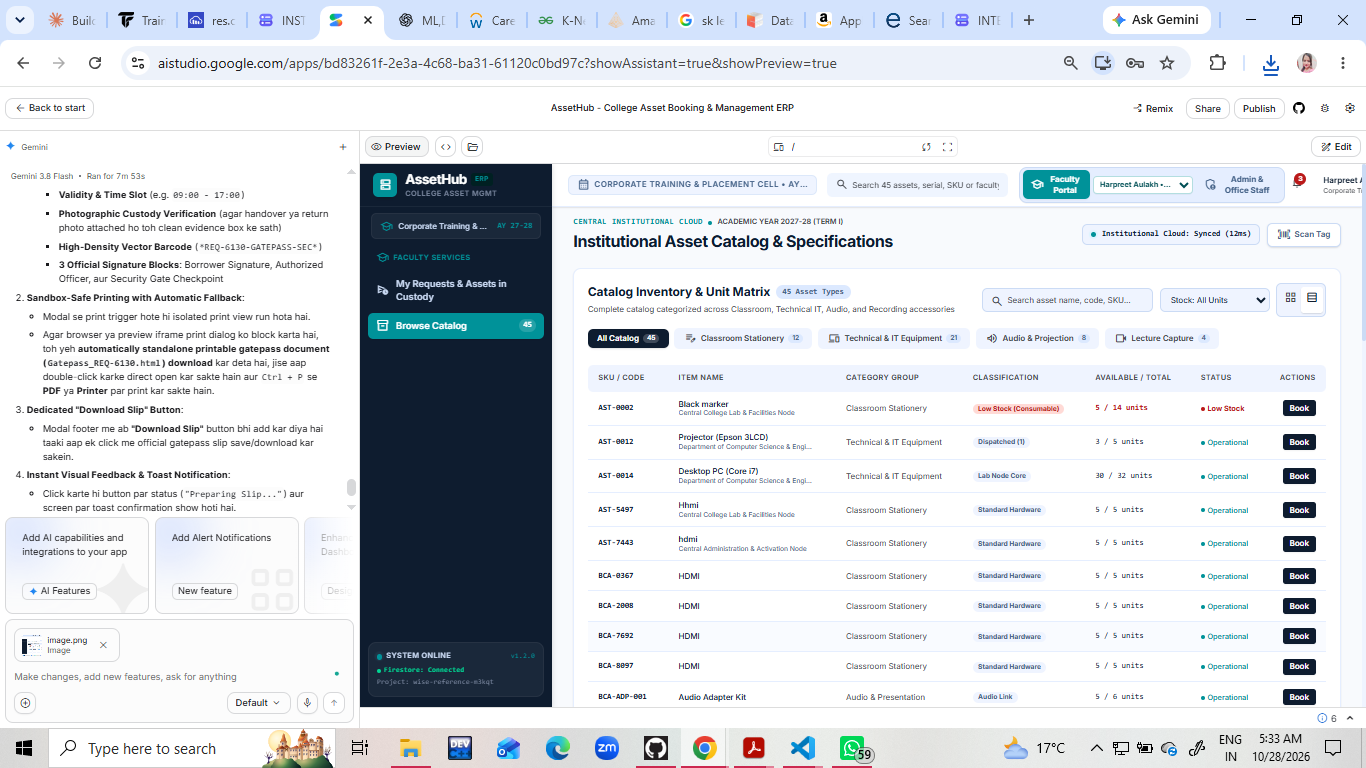 Build
Train
res.c
INST
ML,D
Care
K-Ne
Ama
sk le
Data
App
Sear
INTE
Ask Gemini
aistudio.google.com/apps/bd83261f-2e3a-4c68-ba31-61120c0bd97c?showAssistant=true&showPreview=true
Back to start
AssetHub - College Asset Booking & Management ERP
Remix
Share
Publish
Gemini
Preview
/
Edit
Gemini 3.8 Flash • Ran for 7m 53s
Validity & Time Slot (e.g. 09:00 - 17:00)
Photographic Custody Verification (agar handover ya return
photo attached ho toh clean evidence box ke sath)
High-Density Vector Barcode (*REQ-6130-GATEPASS-SEC*)
3 Official Signature Blocks: Borrower Signature, Authorized
Officer, aur Security Gate Checkpoint
2. Sandbox-Safe Printing with Automatic Fallback:
Modal se print trigger hote hi isolated print view run hota hai.
Agar browser ya preview iframe print dialog ko block karta hai,
toh yeh automatically standalone printable gatepass document
(Gatepass_REQ-6130.html) download kar deta hai, jise aap
double-click karke direct open kar sakte hain aur Ctrl + P se
PDF ya Printer par print kar sakte hain.
3. Dedicated "Download Slip" Button:
Modal footer me ab "Download Slip" button bhi add kar diya hai
taaki aap ek click me official gatepass slip save/download kar
sakein.
4. Instant Visual Feedback & Toast Notification:
Click karte hi button par status ("Preparing Slip...") aur
screen par toast confirmation show hoti hai.
Add AI capabilities and
integrations to your app
AI Features
Add Alert Notifications
New feature
Enhan
Dashb
Desi
image.png
Image
Make changes, add new features, ask for anything
Default
AssetHub ERP
COLLEGE ASSET MGMT
Corporate Training & ... AY 27-28
FACULTY SERVICES
My Requests & Assets in
Custody
Browse Catalog 45
SYSTEM ONLINE v1.2.0
Firestore: Connected
Project: wise-reference-m3kqt
CORPORATE TRAINING & PLACEMENT CELL • AY...
Search 45 assets, serial, SKU or faculty
Faculty
Portal
Harpreet Aulakh •...
Admin &
Office Staff
3
Harpreet A
Corporate Tr
CENTRAL INSTITUTIONAL CLOUD • ACADEMIC YEAR 2027-28 (TERM I)
Institutional Asset Catalog & Specifications
Institutional Cloud: Synced (12ms)
Scan Tag
Catalog Inventory & Unit Matrix 45 Asset Types
Complete catalog categorized across Classroom, Technical IT, Audio, and Recording accessories
Search asset name, code, SKU...
Stock: All Units
All Catalog 45
Classroom Stationery 12
Technical & IT Equipment 21
Audio & Projection 8
Lecture Capture 4
SKU / CODE ITEM NAME CATEGORY GROUP CLASSIFICATION AVAILABLE / TOTAL STATUS ACTIONS
AST-0002 Black marker Classroom Stationery Low Stock (Consumable) 5 / 14 units Low Stock Book
Central College Lab & Facilities Node
AST-0012 Projector (Epson 3LCD) Technical & IT Equipment Dispatched (1) 3 / 5 units Operational Book
Department of Computer Science & Engi...
AST-0014 Desktop PC (Core i7) Technical & IT Equipment Lab Node Core 30 / 32 units Operational Book
Department of Computer Science & Engi...
AST-5497 Hhmi Classroom Stationery Standard Hardware 5 / 5 units Operational Book
Central College Lab & Facilities Node
AST-7443 hdmi Classroom Stationery Standard Hardware 5 / 5 units Operational Book
Central Administration & Activation Node
BCA-0367 HDMI Classroom Stationery Standard Hardware 5 / 5 units Operational Book
BCA-2008 HDMI Classroom Stationery Standard Hardware 5 / 5 units Operational Book
BCA-7692 HDMI Classroom Stationery Standard Hardware 5 / 5 units Operational Book
BCA-8097 HDMI Classroom Stationery Standard Hardware 5 / 5 units Operational Book
BCA-ADP-001 Audio Adapter Kit Audio & Presentation Audio Link 5 / 6 units Operational Book
6
Type here to search
DEV
zm
59
17°C
ENG
IN
5:33 AM
10/28/2026